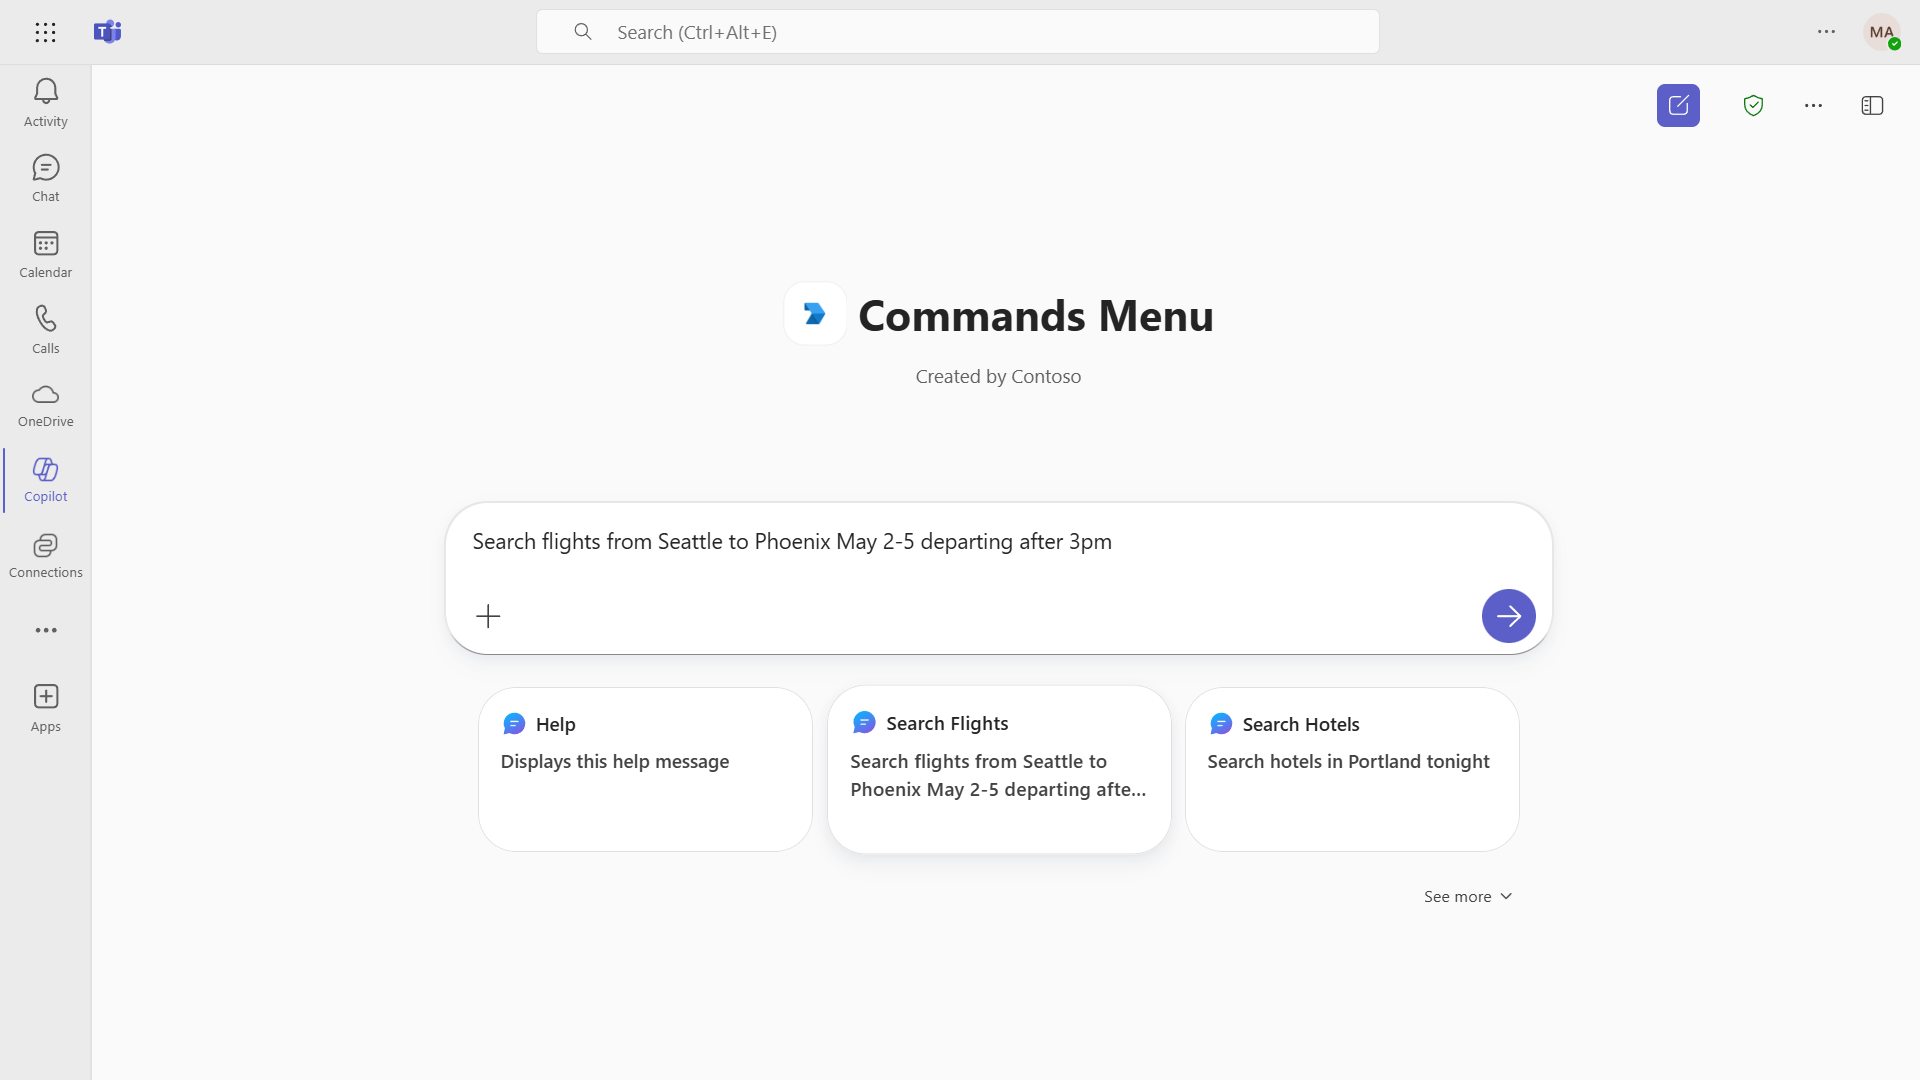 Search (Ctrl+Alt+E)
MA
Activity
Chat
Calendar
Calls
OneDrive
Copilot
Connections
Apps
Commands Menu
Created by Contoso
Search flights from Seattle to Phoenix May 2-5 departing after 3pm
Help
Displays this help message
Search Flights
Search flights from Seattle to
Phoenix May 2-5 departing afte...
Search Hotels
Search hotels in Portland tonight
See more